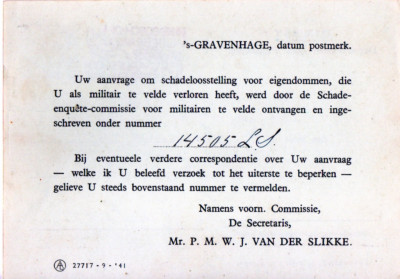 's-GRAVENHAGE, datum postmerk.
Uw aanvrage om schadeloosstelling voor eigendommen, die
U als militair te velde verloren heeft, werd door de Schade-
enquête-commissie voor militairen te velde ontvangen en inge-
schreven onder nummer
14505 L.S.
Bij eventueele verdere correspondentie over Uw aanvraag
— welke ik U beleefd verzoek tot het uiterste te beperken —
gelieve U steeds bovenstaand nummer te vermelden.
Namens voorn. Commissie,
De Secretaris,
Mr. P. M. W. J. VAN DER SLIKKE.
27717 - 9 - '41